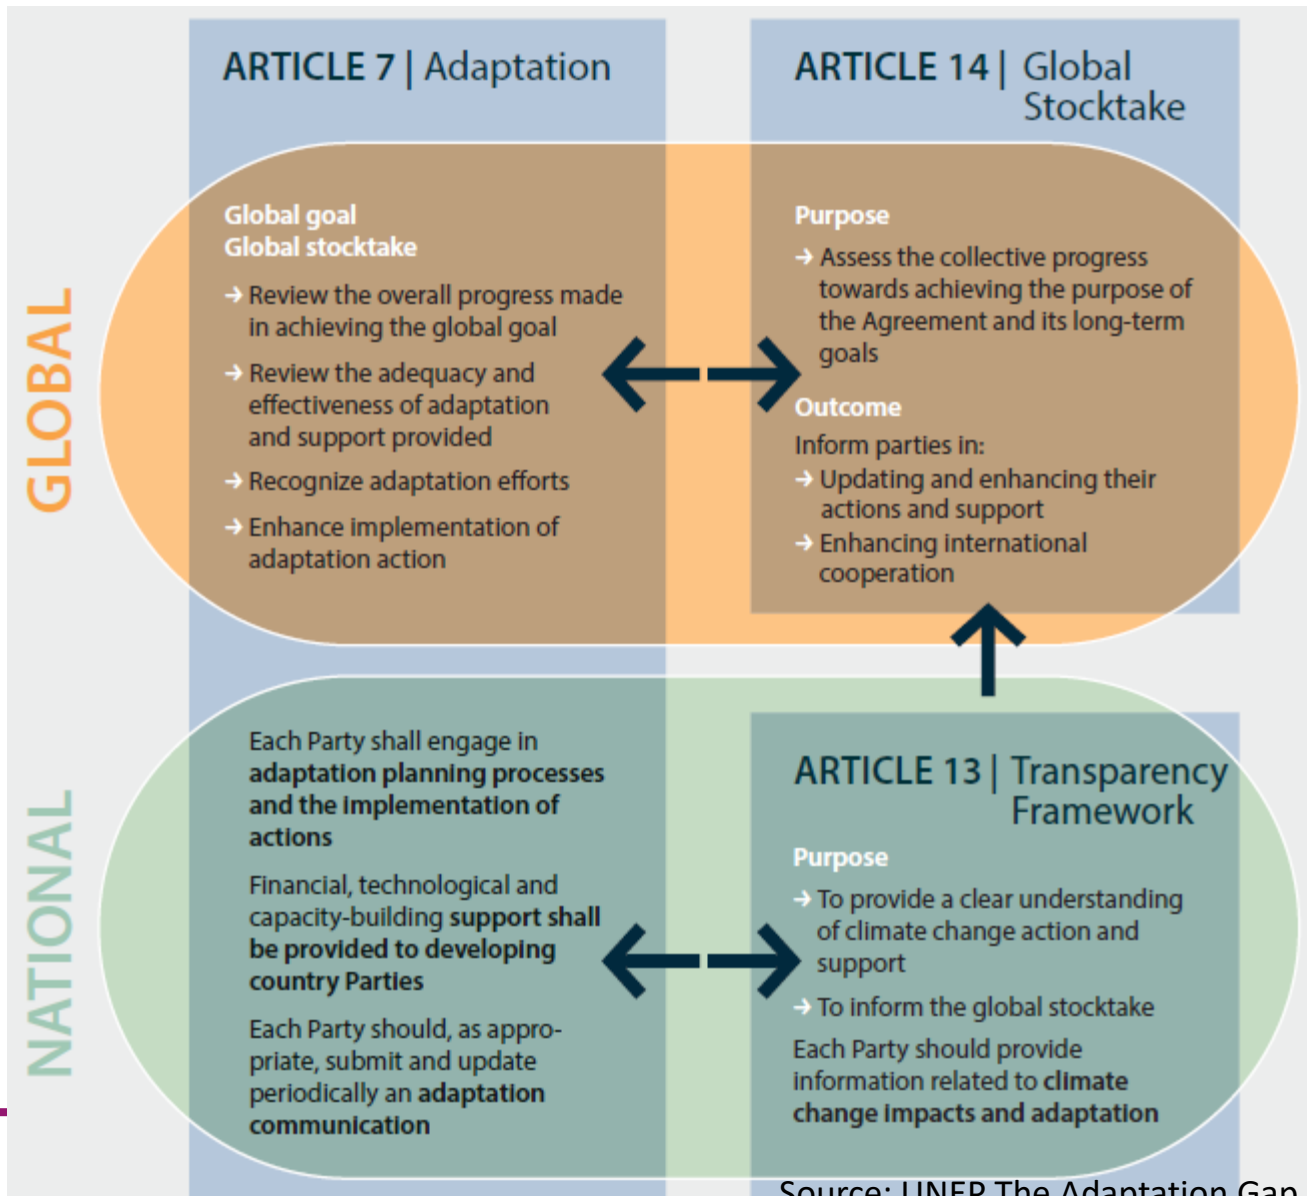 ARTICLE 7 | Adaptation
ARTICLE 14 | Global
Stocktake
GLOBAL
Global goal
Global stocktake
→ Review the overall progress made
in achieving the global goal
→ Review the adequacy and
effectiveness of adaptation
and support provided
→ Recognize adaptation efforts
→ Enhance implementation of
adaptation action
Purpose
→ Assess the collective progress
towards achieving the purpose of
the Agreement and its long-term
goals
Outcome
Inform parties in:
→ Updating and enhancing their
actions and support
→ Enhancing international
cooperation
NATIONAL
Each Party shall engage in
adaptation planning processes
and the implementation of
actions
Financial, technological and
capacity-building support shall
be provided to developing
country Parties
Each Party should, as appro-
priate, submit and update
periodically an adaptation
communication
ARTICLE 13 | Transparency
Framework
Purpose
→ To provide a clear understanding
of climate change action and
support
→ To inform the global stocktake
Each Party should provide
information related to climate
change impacts and adaptation
Source: UNEP The Adaptation Gap